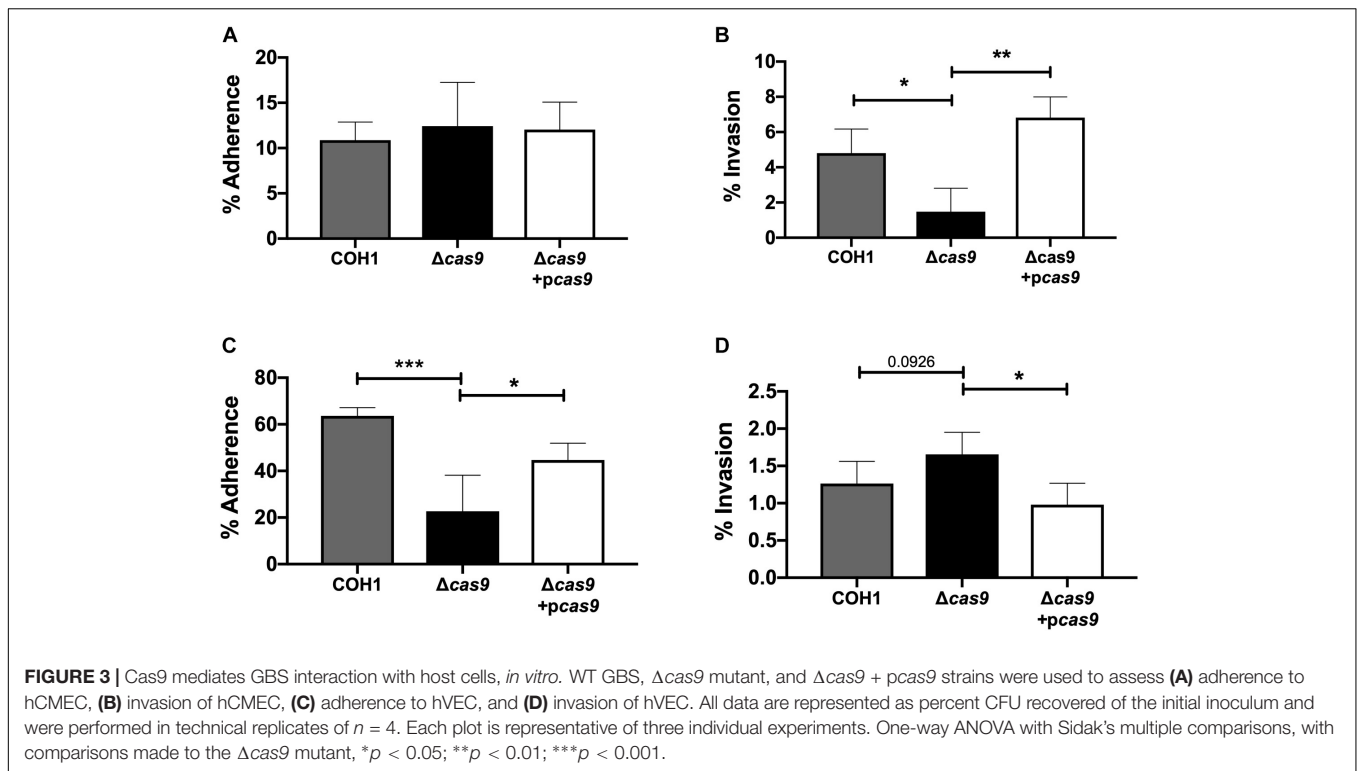 A
% Adherence
20
15
10
5
0
COH1
Δcas9
Δcas9
+pcas9
B
% Invasion
10
8
6
4
2
0
*
**
COH1
Δcas9
Δcas9
+pcas9
C
% Adherence
80
60
40
20
0
***
*
COH1
Δcas9
Δcas9
+pcas9
D
% Invasion
2.5
2.0
1.5
1.0
0.5
0.0
0.0926
*
COH1
Δcas9
Δcas9
+pcas9
FIGURE 3 | Cas9 mediates GBS interaction with host cells, in vitro. WT GBS, Δcas9 mutant, and Δcas9 + pcas9 strains were used to assess (A) adherence to
hCMEC, (B) invasion of hCMEC, (C) adherence to hVEC, and (D) invasion of hVEC. All data are represented as percent CFU recovered of the initial inoculum and
were performed in technical replicates of n = 4. Each plot is representative of three individual experiments. One-way ANOVA with Sidak's multiple comparisons, with
comparisons made to the Δcas9 mutant, *p < 0.05; **p < 0.01; ***p < 0.001.